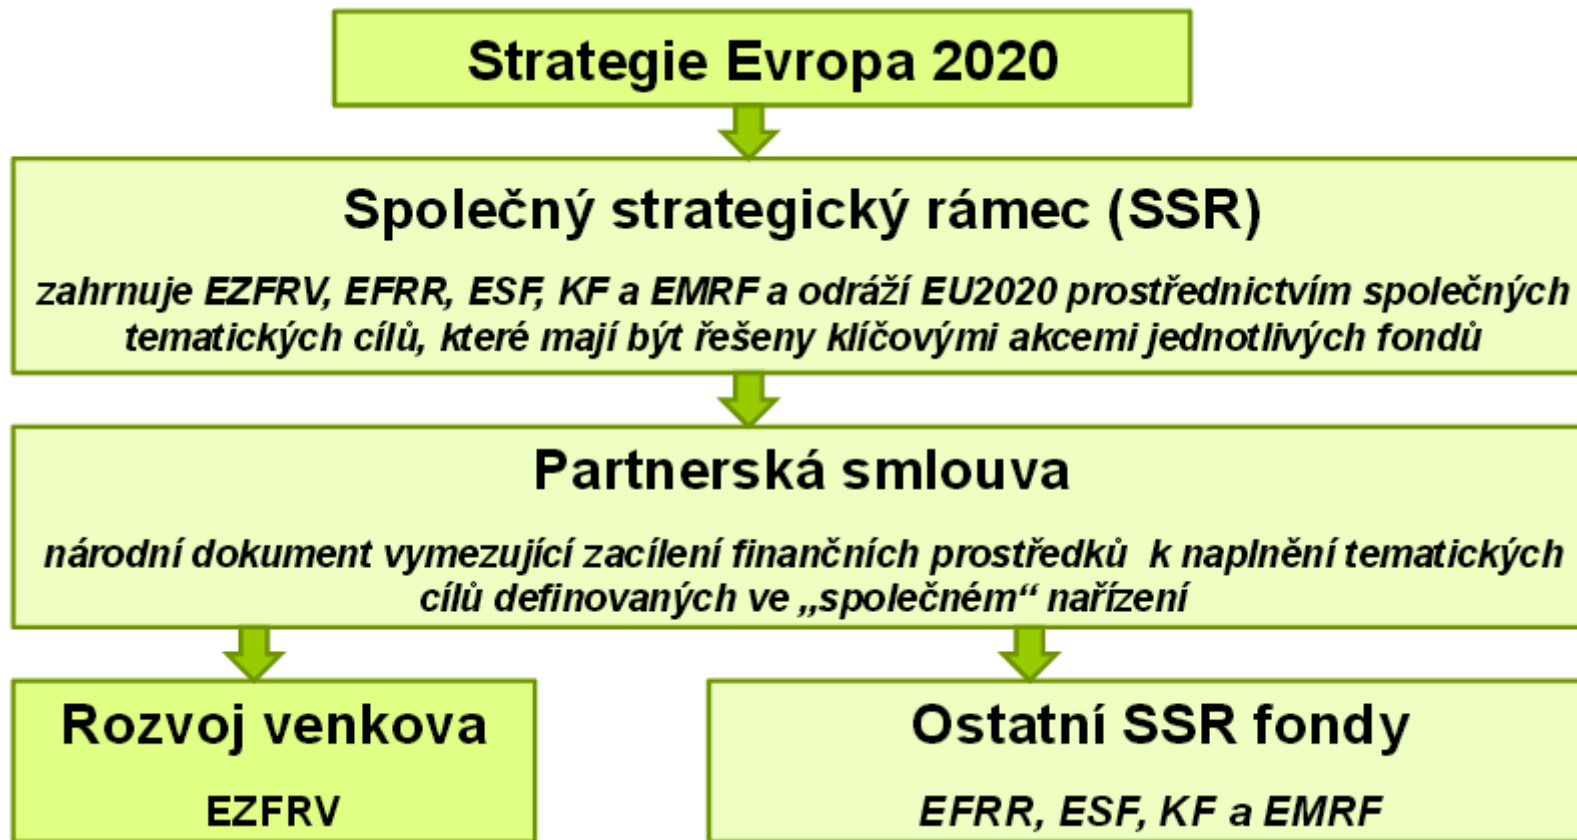 Strategie Evropa 2020
Společný strategický rámec (SSR)
zahrnuje EZFRV, EFRR, ESF, KF a EMRF a odráží EU2020 prostřednictvím společných
tematických cílů, které mají být řešeny klíčovými akcemi jednotlivých fondů
Partnerská smlouva
národní dokument vymezující zacílení finančních prostředků k naplnění tematických
cílů definovaných ve „společném“ nařízení
Rozvoj venkova
EZFRV
Ostatní SSR fondy
EFRR, ESF, KF a EMRF